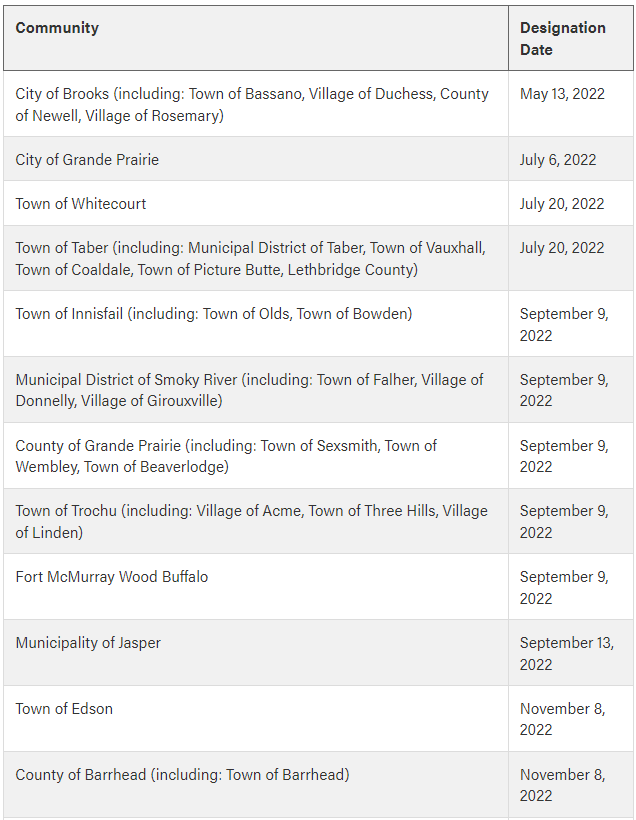 Community
Designation
Date
City of Brooks (including: Town of Bassano, Village of Duchess, County
of Newell, Village of Rosemary)
May 13, 2022
City of Grande Prairie
July 6, 2022
Town of Whitecourt
July 20, 2022
Town of Taber (including: Municipal District of Taber, Town of Vauxhall,
Town of Coaldale, Town of Picture Butte, Lethbridge County)
July 20, 2022
Town of Innisfail (including: Town of Olds, Town of Bowden)
September 9,
2022
Municipal District of Smoky River (including: Town of Falher, Village of
Donnelly, Village of Girouxville)
September 9,
2022
County of Grande Prairie (including: Town of Sexsmith, Town of
Wembley, Town of Beaverlodge)
September 9,
2022
Town of Trochu (including: Village of Acme, Town of Three Hills, Village
of Linden)
September 9,
2022
Fort McMurray Wood Buffalo
September 9,
2022
Municipality of Jasper
September 13,
2022
Town of Edson
November 8,
2022
County of Barrhead (including: Town of Barrhead)
November 8,
2022